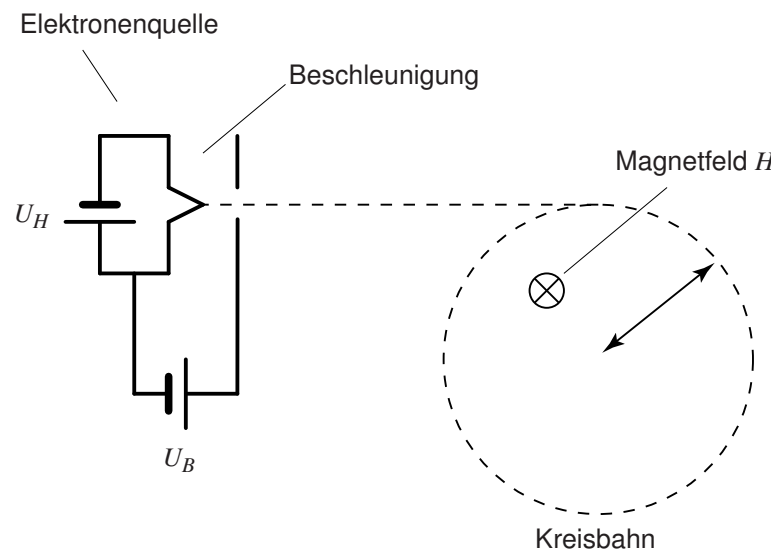 Elektronenquelle
Beschleunigung
Magnetfeld H
U_H
U_B
Kreisbahn